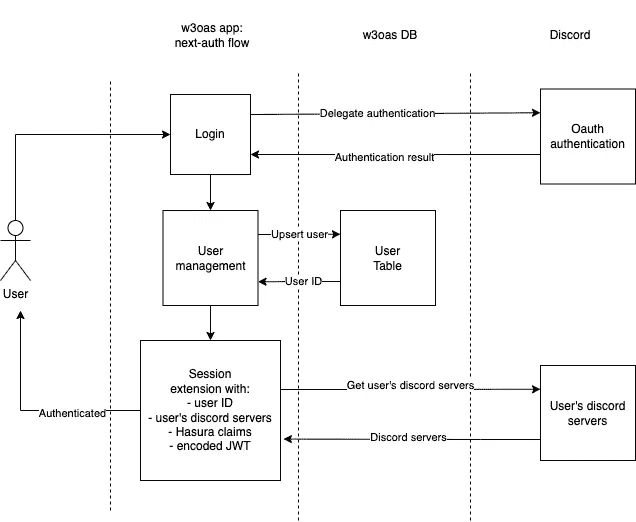 w3oas app:
next-auth flow
w3oas DB
Discord
Login
Delegate authentication
Authentication result
Oauth
authentication
User
User
management
Upsert user
User ID
User
Table
Session
extension with:
- user ID
- user's discord servers
- Hasura claims
- encoded JWT
Get user's discord servers
Discord servers
User's discord
servers
Authenticated